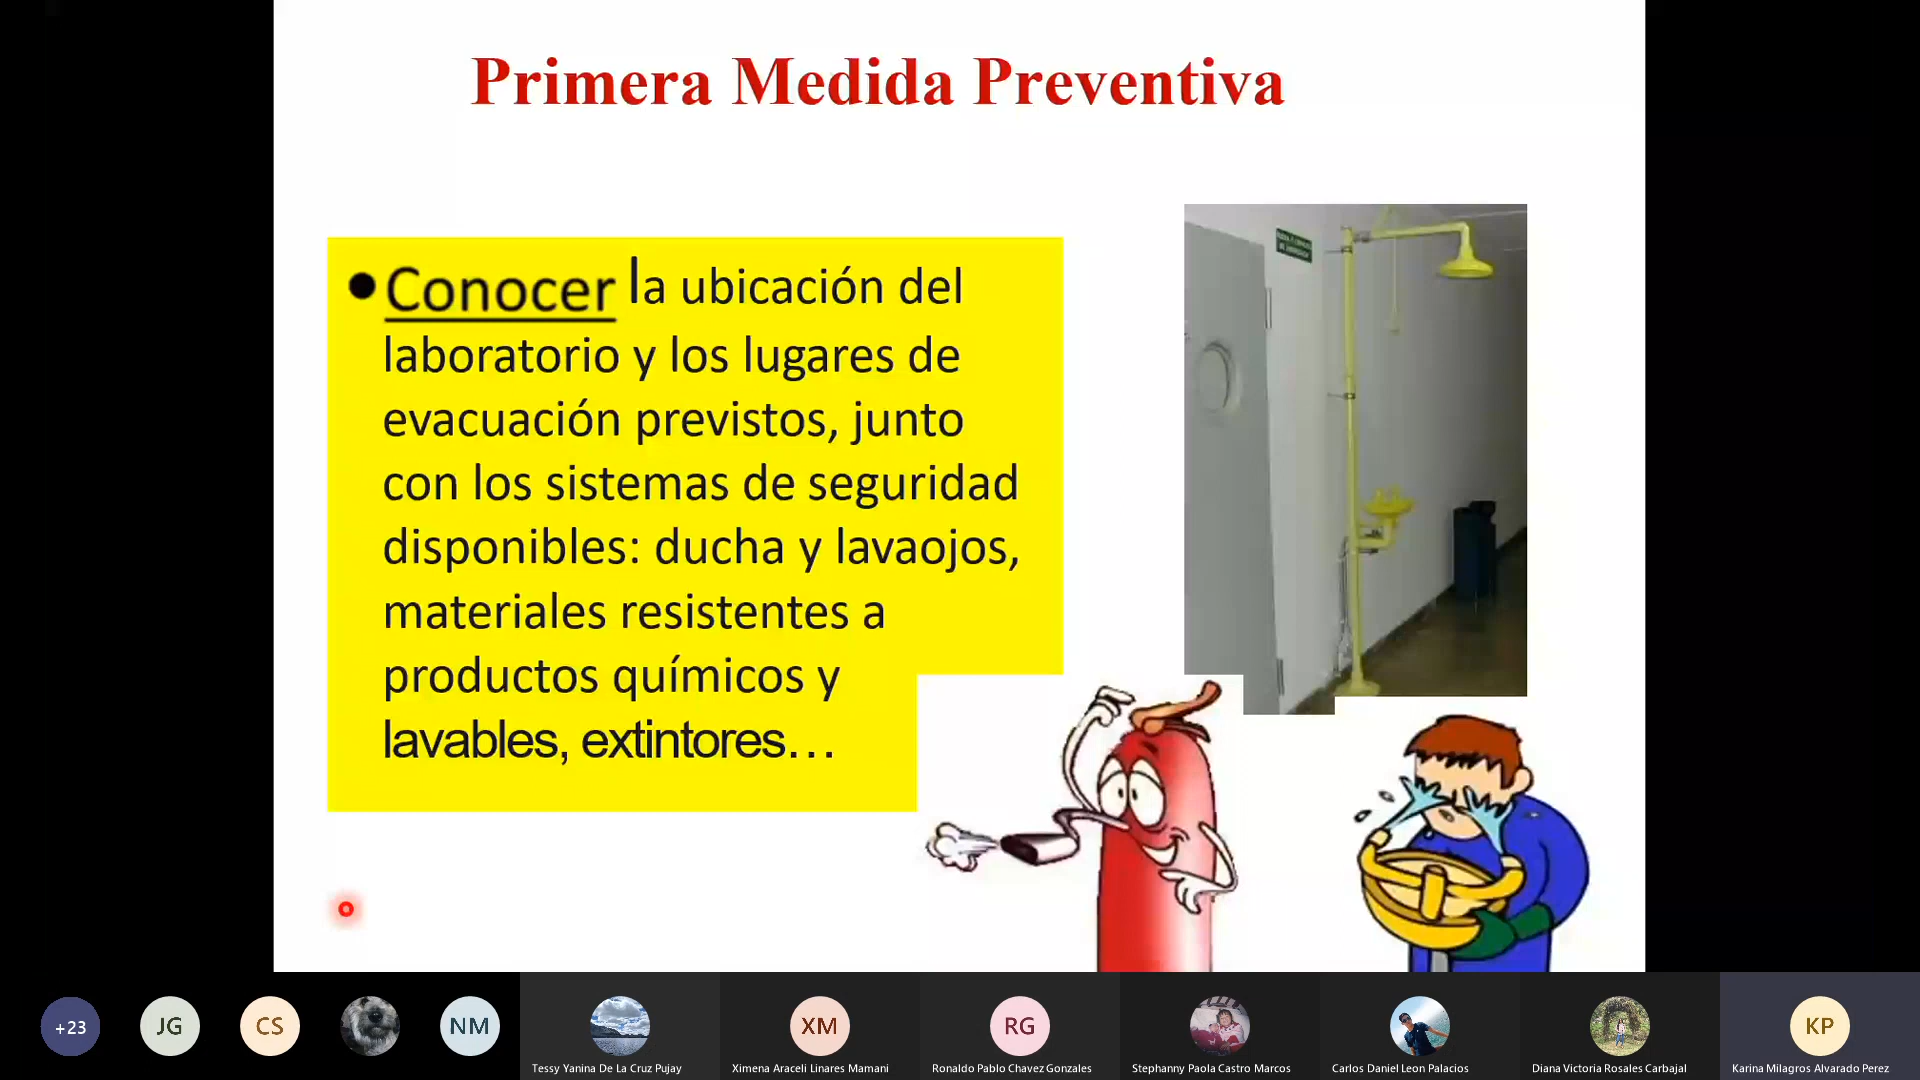 Primera Medida Preventiva
•Conocer la ubicación del
laboratorio y los lugares de
evacuación previstos, junto
con los sistemas de seguridad
disponibles: ducha y lavaojos,
materiales resistentes a
productos químicos y
lavables, extintores…
+23
JG
CS
NM
Tessy Yanina De La Cruz Pujay
XM
Ximena Araceli Linares Mamani
RG
Ronaldo Pablo Chavez Gonzales
Stephanny Paola Castro Marcos
Carlos Daniel Leon Palacios
Diana Victoria Rosales Carbajal
KP
Karina Milagros Alvarado Perez